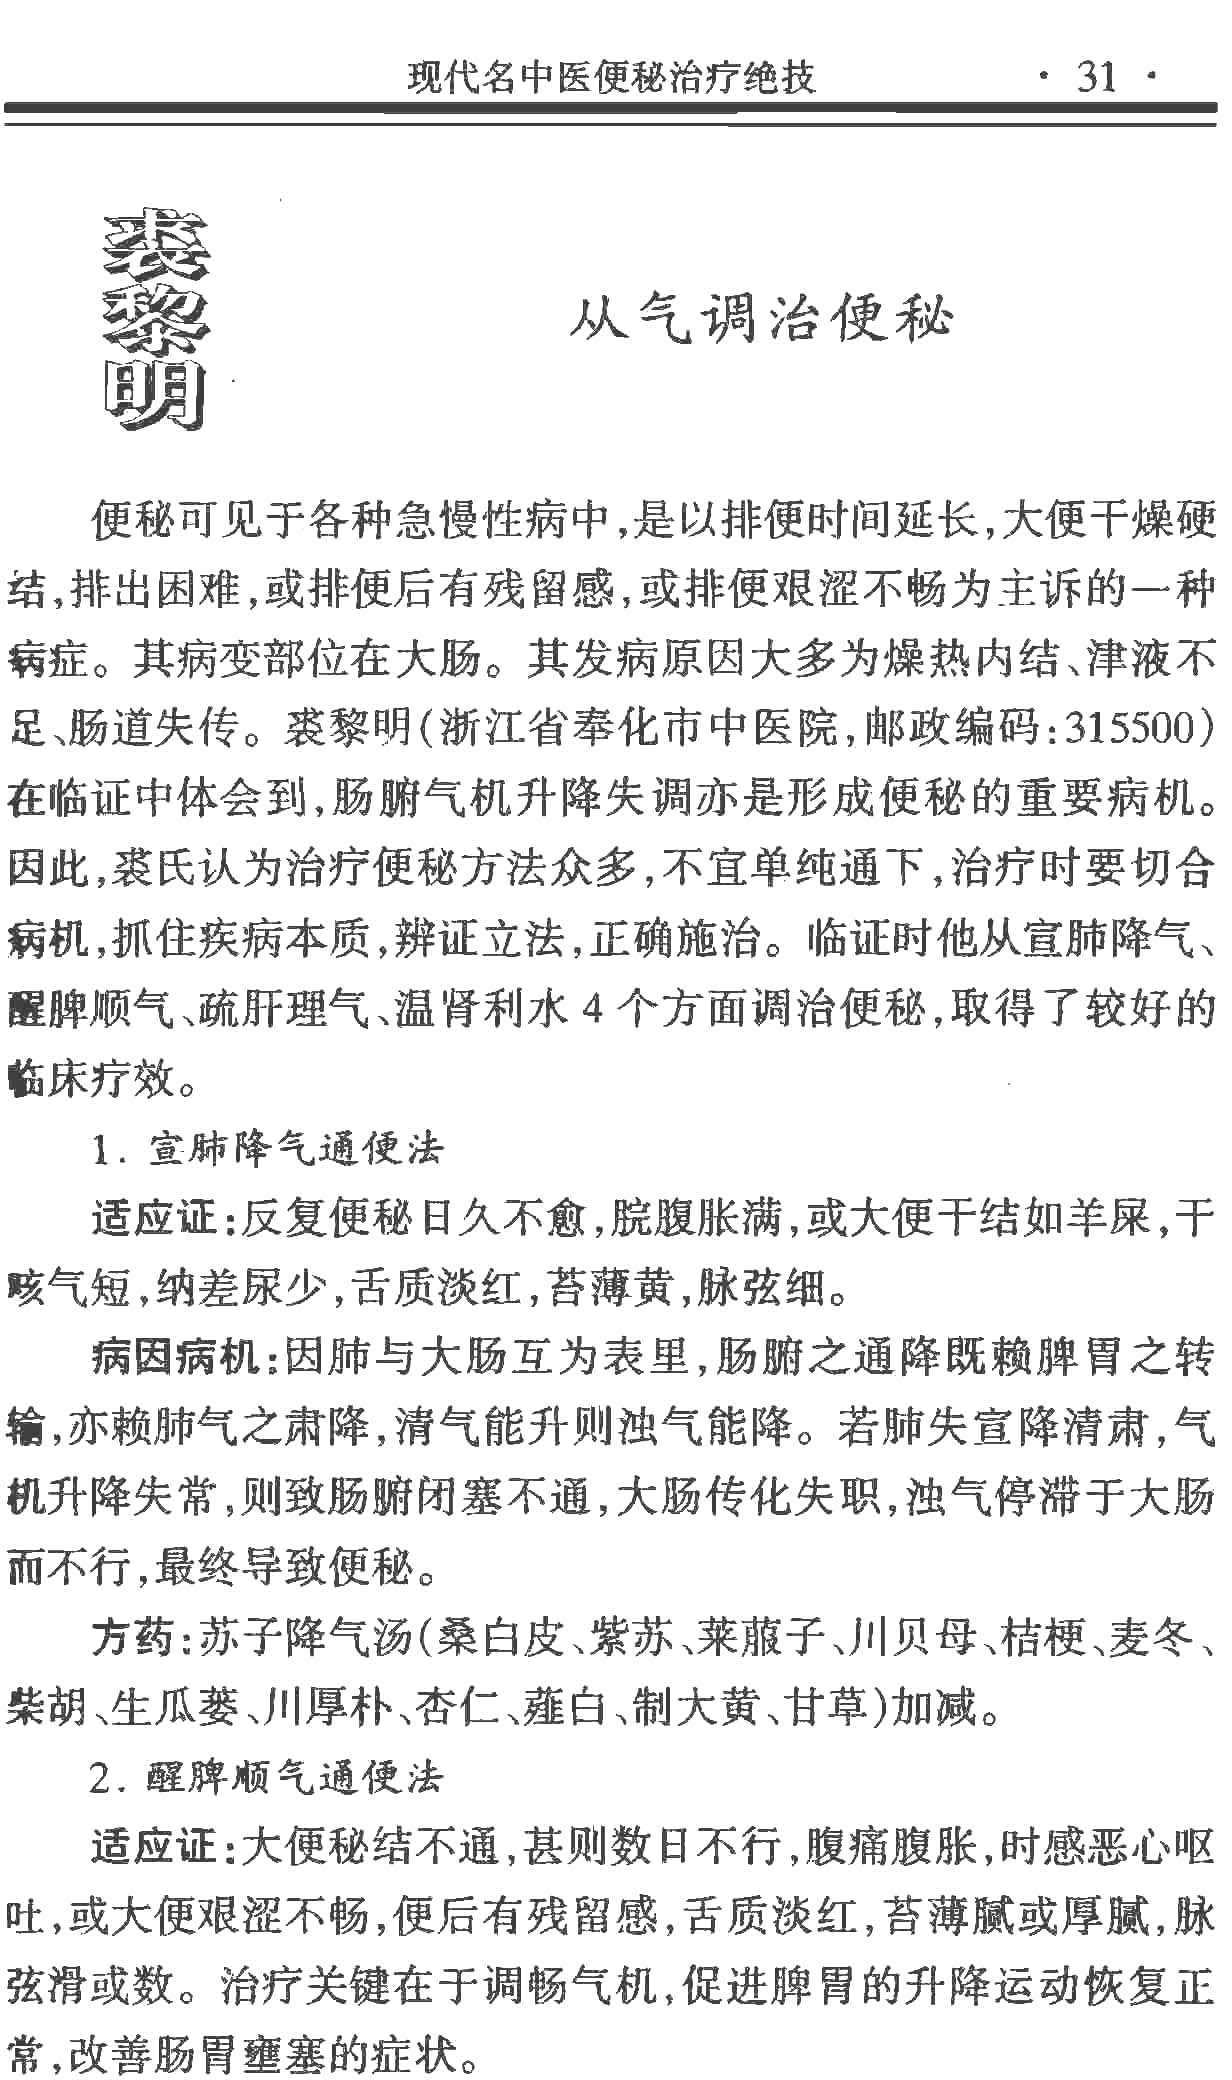 现代名中医便秘治疗绝技 · 31 ·
裘黎明
从气调治便秘
便秘可见于各种急慢性病中,是以排便时间延长,大便干燥硬
结,排出困难,或排便后有残留感,或排便艰涩不畅为主诉的一种
病症。其病变部位在大肠。其发病原因大多为燥热内结、津液不
足、肠道失传。裘黎明(浙江省奉化市中医院,邮政编码:315500)
在临证中体会到,肠腑气机升降失调亦是形成便秘的重要病机。
因此,裘氏认为治疗便秘方法众多,不宜单纯通下,治疗时要切合
病机,抓住疾病本质,辨证立法,正确施治。临证时他从宣肺降气、
醒脾顺气、疏肝理气、温肾利水 4 个方面调治便秘,取得了较好的
临床疗效。
1. 宣肺降气通便法
适应证:反复便秘日久不愈,脘腹胀满,或大便干结如羊屎,干
咳气短,纳差尿少,舌质淡红,苔薄黄,脉弦细。
病因病机:因肺与大肠互为表里,肠腑之通降既赖脾胃之转
输,亦赖肺气之肃降,清气能升则浊气能降。若肺失宣降清肃,气
机升降失常,则致肠腑闭塞不通,大肠传化失职,浊气停滞于大肠
而不行,最终导致便秘。
方药:苏子降气汤(桑白皮、紫苏、莱菔子、川贝母、桔梗、麦冬、
柴胡、生瓜蒌、川厚朴、杏仁、薤白、制大黄、甘草)加减。
2. 醒脾顺气通便法
适应证:大便秘结不通,甚则数日不行,腹痛腹胀,时感恶心呕
吐,或大便艰涩不畅,便后有残留感,舌质淡红,苔薄腻或厚腻,脉
弦滑或数。治疗关键在于调畅气机,促进脾胃的升降运动恢复正
常,改善肠胃壅塞的症状。